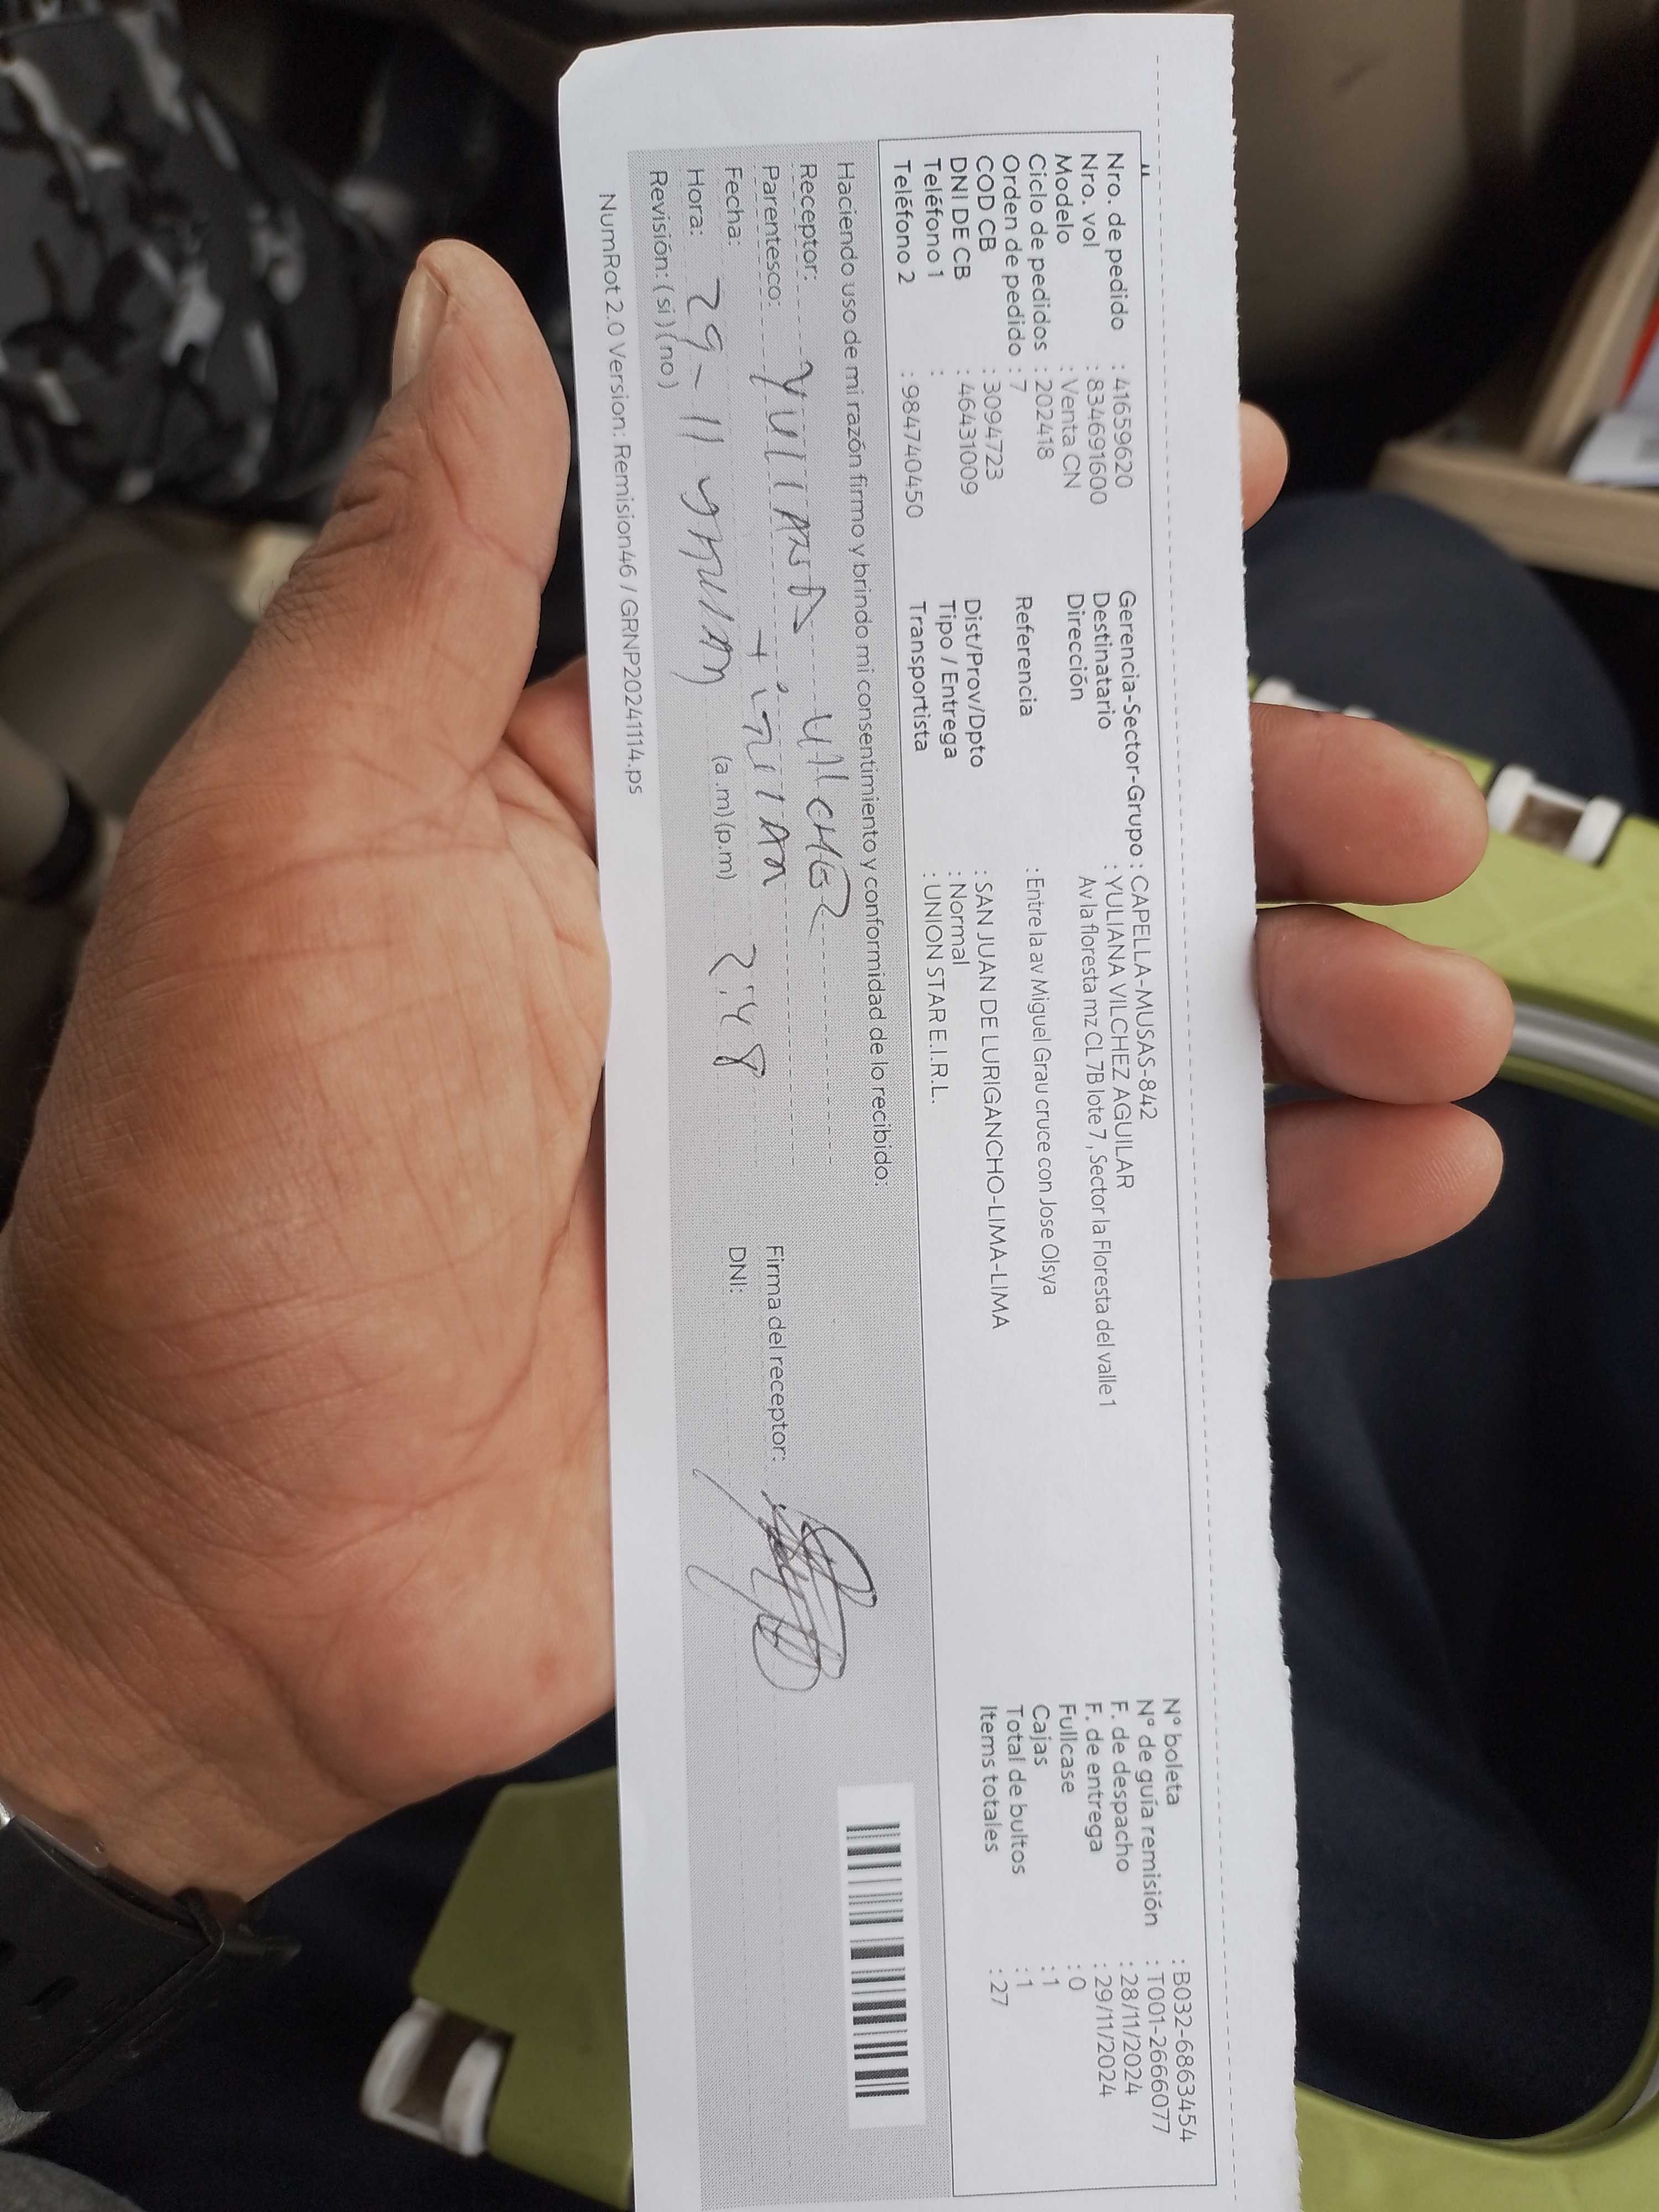 Nro. de pedido : 41659620
Nro. vol : 834691600
Modelo : Venta CN
Ciclo de pedidos : 202418
Orden de pedido : 7
COD CB : 3094723
DNI DE CB : 46431009
Teléfono 1 :
Teléfono 2 : 984740450
Gerencia-Sector-Grupo : CAPELLA-MUSAS-842
Destinatario : YULIANA VILCHEZ AGUILAR
Dirección Av la floresta mz CL 7B lote 7 , Sector la Floresta del valle 1
Referencia : Entre la av Miguel Grau cruce con Jose Olsya
Dist/Prov/Dpto : SAN JUAN DE LURIGANCHO-LIMA-LIMA
Tipo / Entrega : Normal
Transportista : UNION STAR E.I.R.L.
N° boleta : B032-6863454
N° de guía remisión : T001-2666077
F. de despacho : 28/11/2024
F. de entrega : 29/11/2024
Fullcase : 0
Cajas : 1
Total de bultos : 1
Items totales : 27
Haciendo uso de mi razón firmo y brindo mi consentimiento y conformidad de lo recibido:
Receptor: YULIANA VILCHEZ
Parentesco:
Fecha: 29-11
Hora: (a.m) (p.m) 2:48
Revisión: ( si ) ( no )
Firma del receptor:
DNI:
NumRot 2.0 Version: Remision46 / GRNP20241114.ps